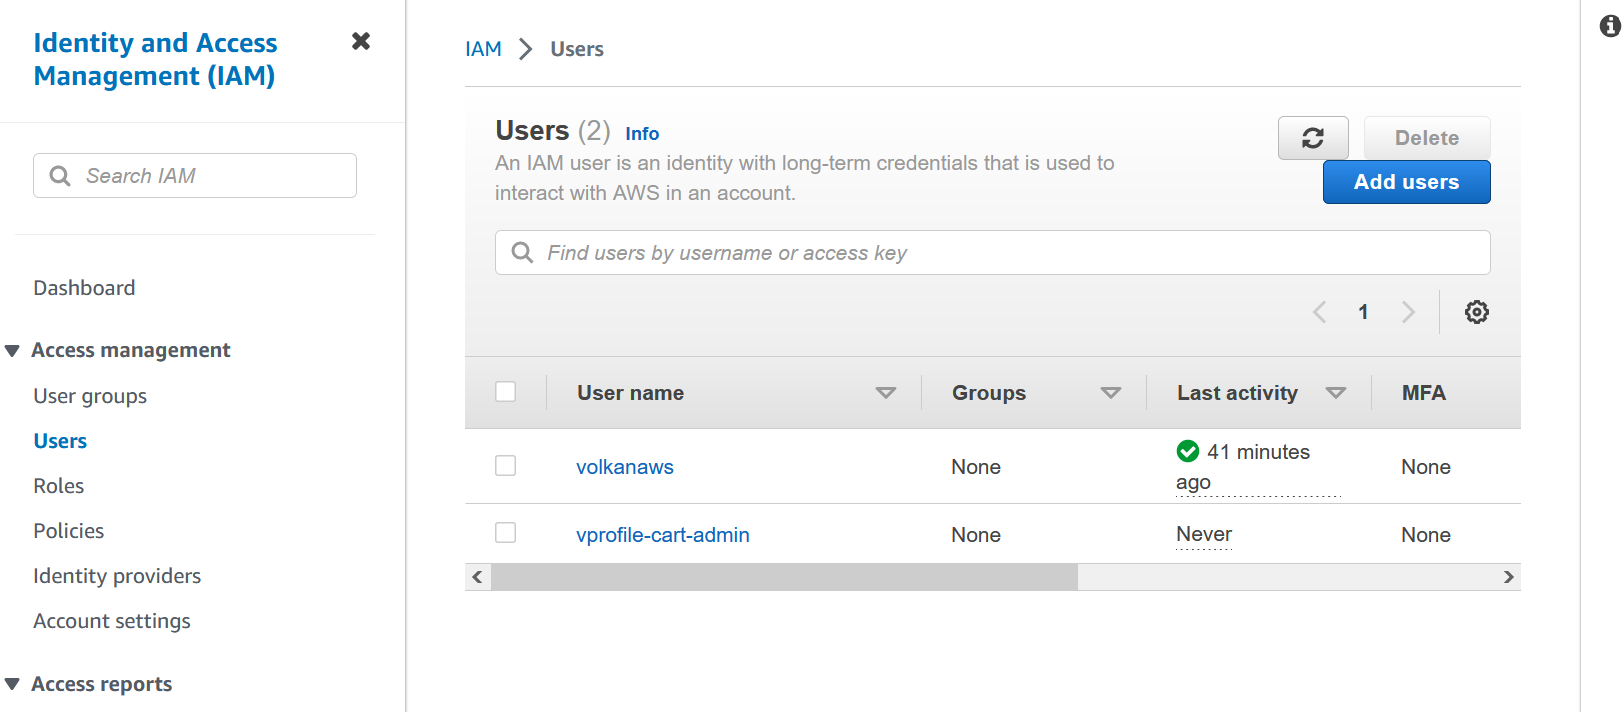 Identity and Access
Management (IAM)
Search IAM
Dashboard
Access management
User groups
Users
Roles
Policies
Identity providers
Account settings
Access reports
IAM > Users
Users (2) Info
An IAM user is an identity with long-term credentials that is used to
interact with AWS in an account.
Delete
Add users
Find users by username or access key
1
User name Groups Last activity MFA
volkanaws None 41 minutes ago None
vprofile-cart-admin None Never None